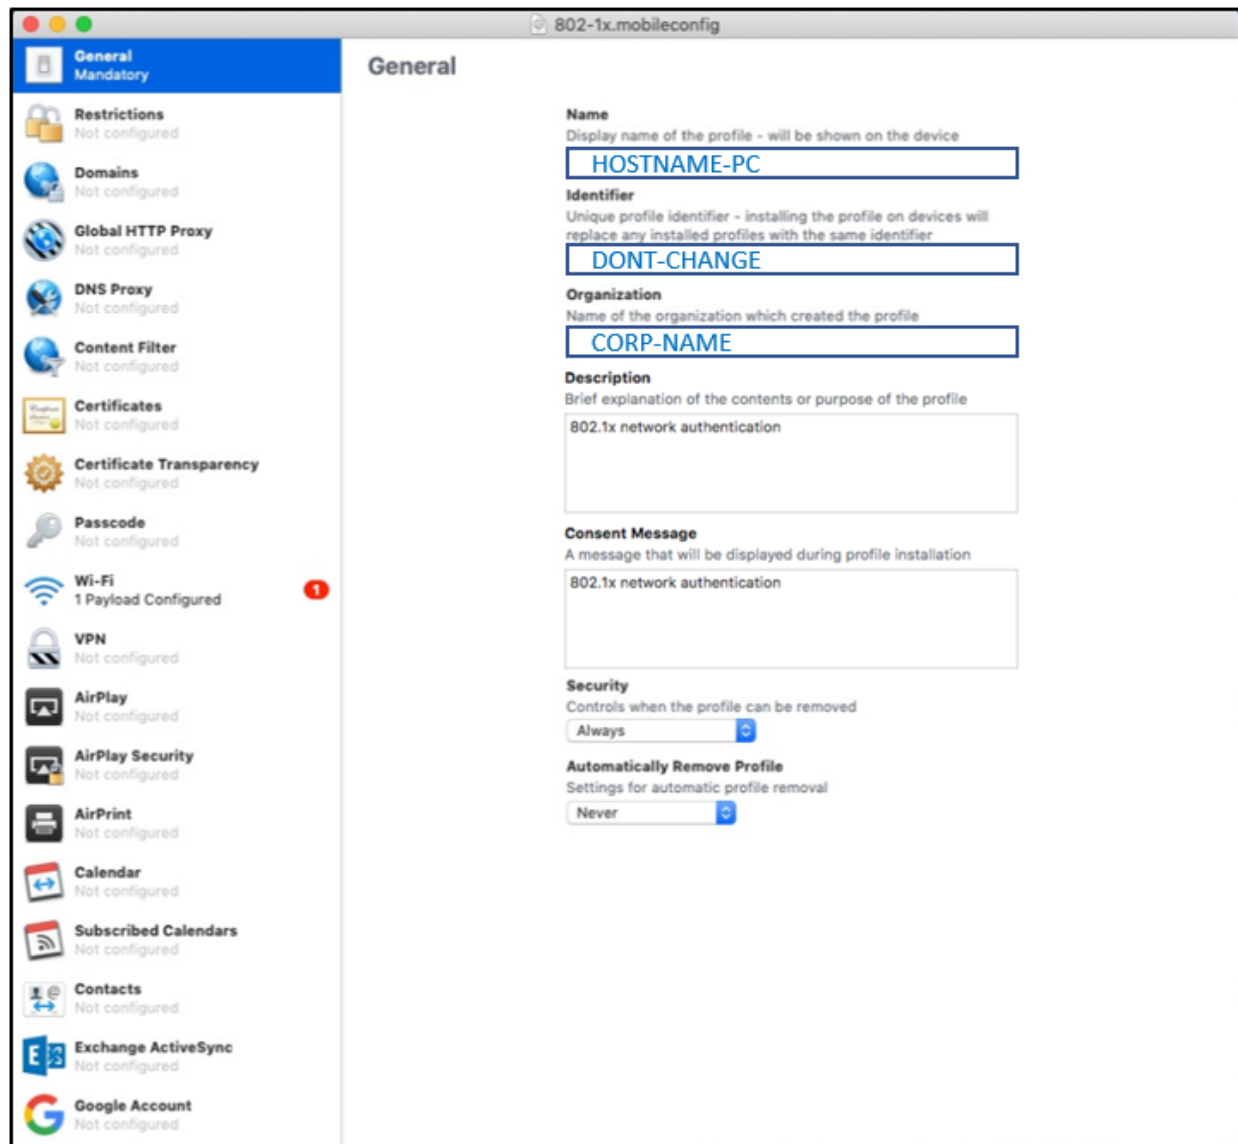 802-1x.mobileconfig
General
Mandatory
Restrictions
Not configured
Domains
Not configured
Global HTTP Proxy
Not configured
DNS Proxy
Not configured
Content Filter
Not configured
Certificates
Not configured
Certificate Transparency
Not configured
Passcode
Not configured
Wi-Fi
1 Payload Configured
1
VPN
Not configured
AirPlay
Not configured
AirPlay Security
Not configured
AirPrint
Not configured
Calendar
Not configured
Subscribed Calendars
Not configured
Contacts
Not configured
Exchange ActiveSync
Not configured
Google Account
Not configured
General
Name
Display name of the profile - will be shown on the device
HOSTNAME-PC
Identifier
Unique profile identifier - installing the profile on devices will
replace any installed profiles with the same identifier
DONT-CHANGE
Organization
Name of the organization which created the profile
CORP-NAME
Description
Brief explanation of the contents or purpose of the profile
802.1x network authentication
Consent Message
A message that will be displayed during profile installation
802.1x network authentication
Security
Controls when the profile can be removed
Always
Automatically Remove Profile
Settings for automatic profile removal
Never